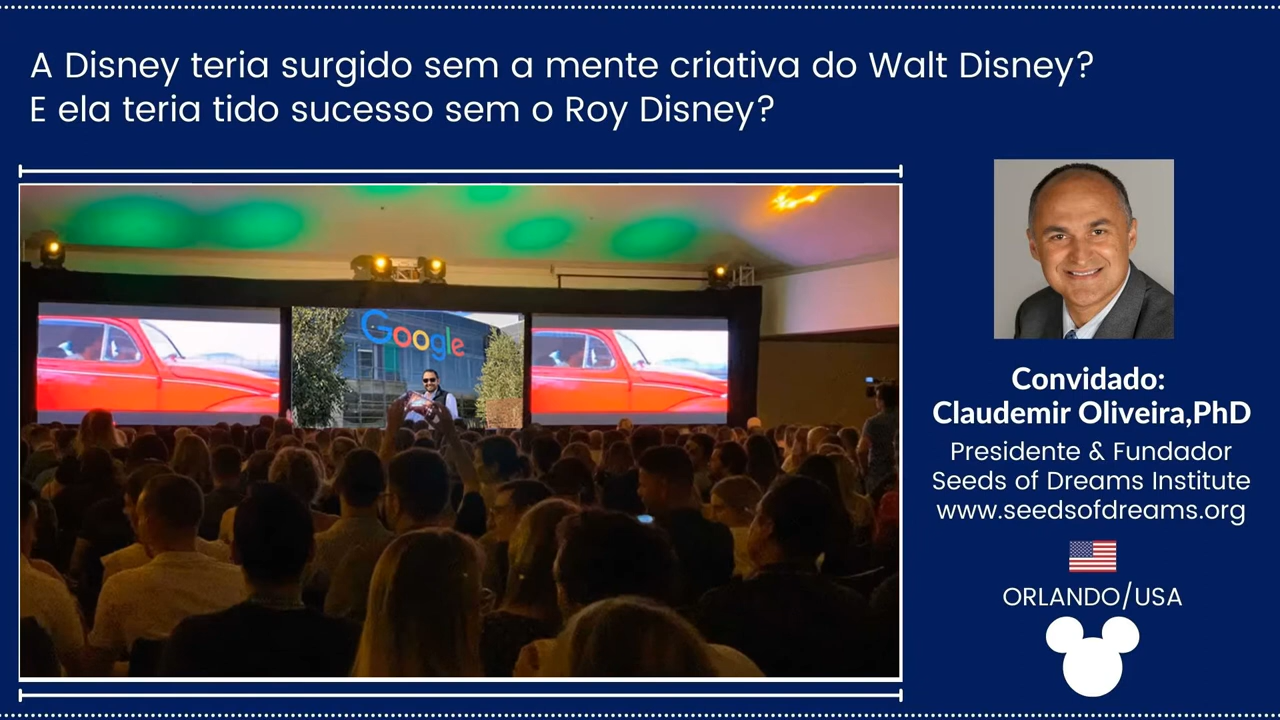 A Disney teria surgido sem a mente criativa do Walt Disney?
E ela teria tido sucesso sem o Roy Disney?
Google
Convidado:
Claudemir Oliveira,PhD
Presidente & Fundador
Seeds of Dreams Institute
www.seedsofdreams.org
ORLANDO/USA